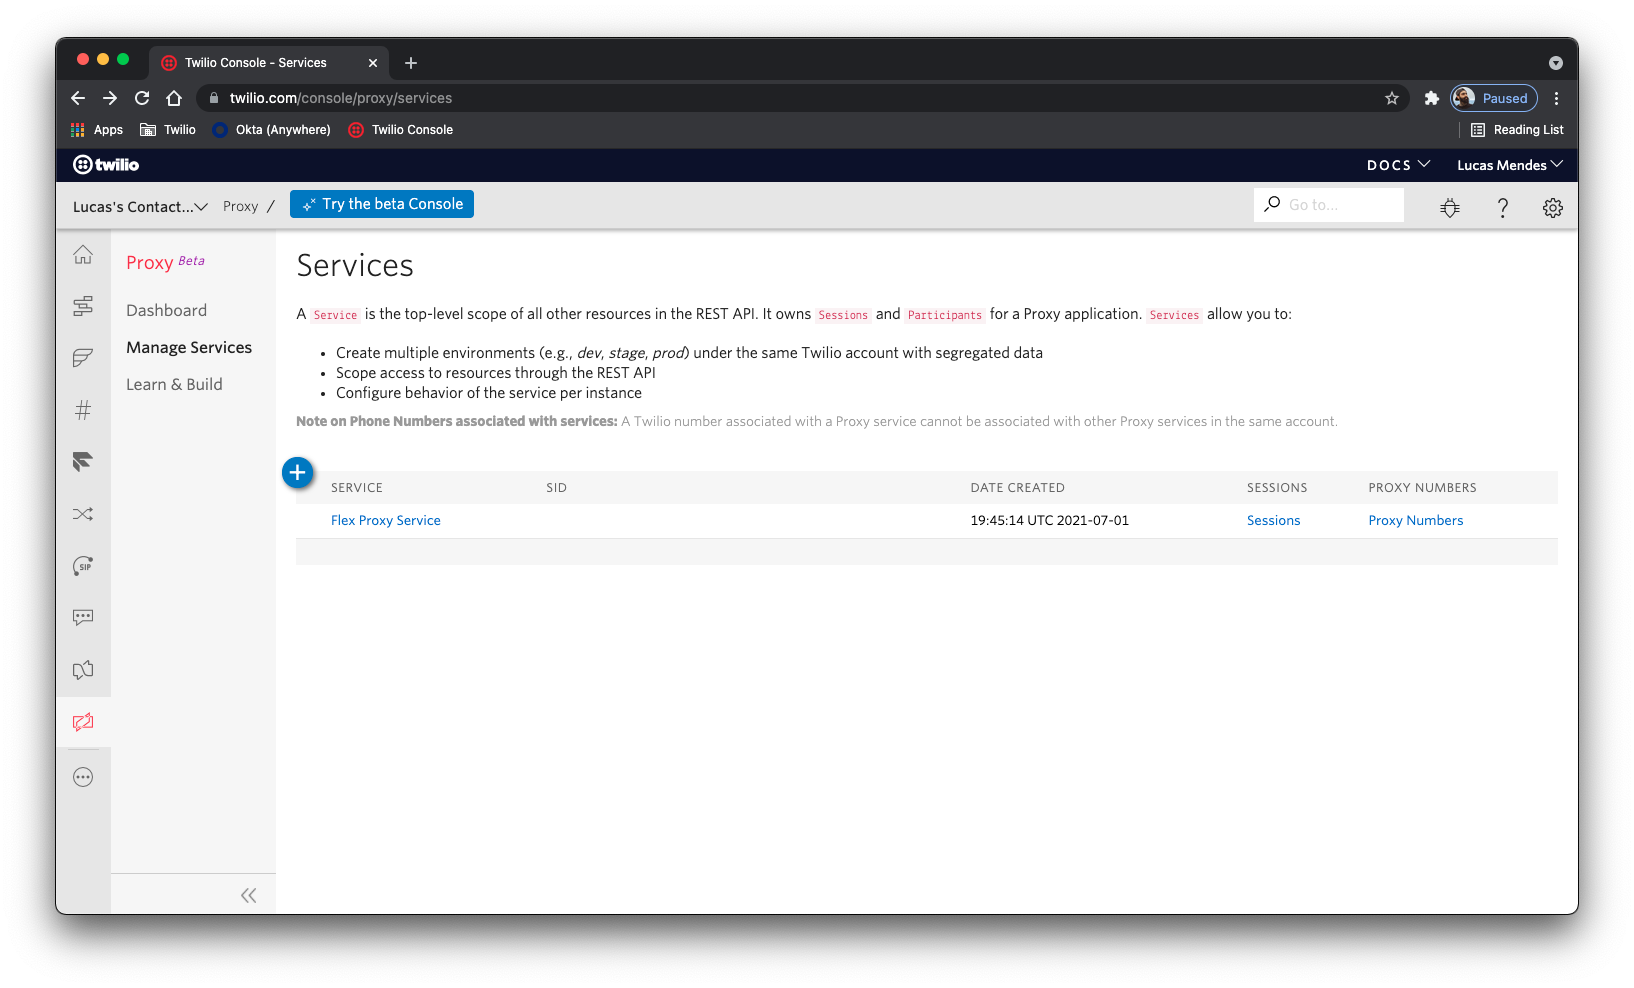 Twilio Console - Services
twilio.com/console/proxy/services
Paused
Apps
Twilio
Okta (Anywhere)
Twilio Console
Reading List
twilio
DOCS
Lucas Mendes
Lucas's Contact...
Proxy /
Try the beta Console
Go to...
Proxy Beta
Dashboard
Manage Services
Learn & Build
SIP
Services
A Service is the top-level scope of all other resources in the REST API. It owns Sessions and Participants for a Proxy application. Services allow you to:
• Create multiple environments (e.g., dev, stage, prod) under the same Twilio account with segregated data
• Scope access to resources through the REST API
• Configure behavior of the service per instance
Note on Phone Numbers associated with services: A Twilio number associated with a Proxy service cannot be associated with other Proxy services in the same account.
SERVICE SID DATE CREATED SESSIONS PROXY NUMBERS
Flex Proxy Service 19:45:14 UTC 2021-07-01 Sessions Proxy Numbers